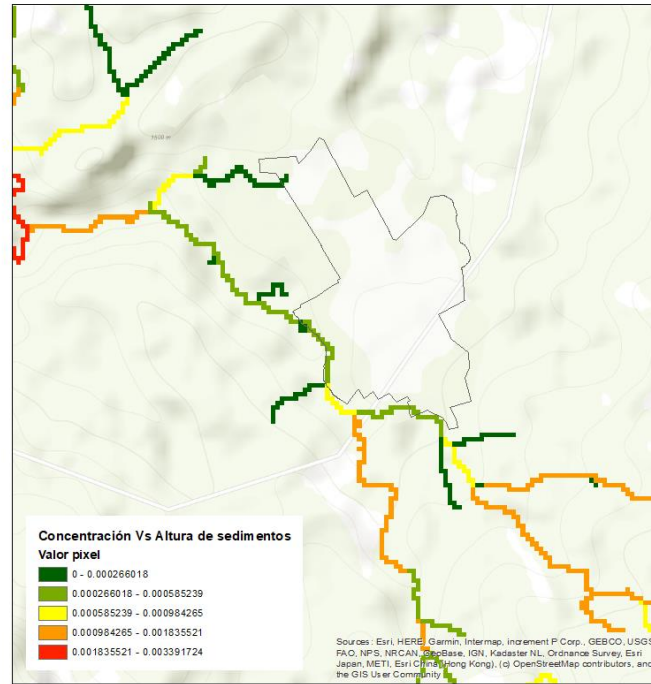 Concentración Vs Altura de sedimentos
Valor pixel
0 - 0.000266018
0.000266018 - 0.000585239
0.000585239 - 0.000984265
0.000984265 - 0.001835521
0.001835521 - 0.003391724
Sources: Esri, HERE, Garmin, Intermap, increment P Corp., GEBCO, USGS,
FAO, NPS, NRCAN, GeoBase, IGN, Kadaster NL, Ordnance Survey, Esri
Japan, METI, Esri China (Hong Kong), (c) OpenStreetMap contributors, and
the GIS User Community